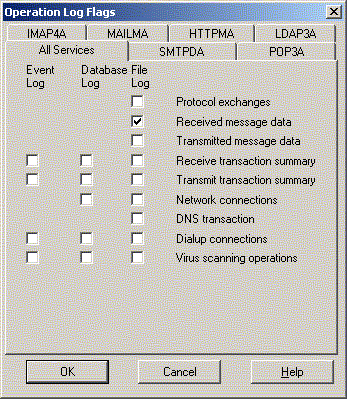 Operation Log Flags
IMAP4A MAILMA HTTPMA LDAP3A
All Services SMTPDA POP3A
Event Log Database Log File Log
Protocol exchanges
Received message data
Transmitted message data
Receive transaction summary
Transmit transaction summary
Network connections
DNS transaction
Dialup connections
Virus scanning operations
OK Cancel Help